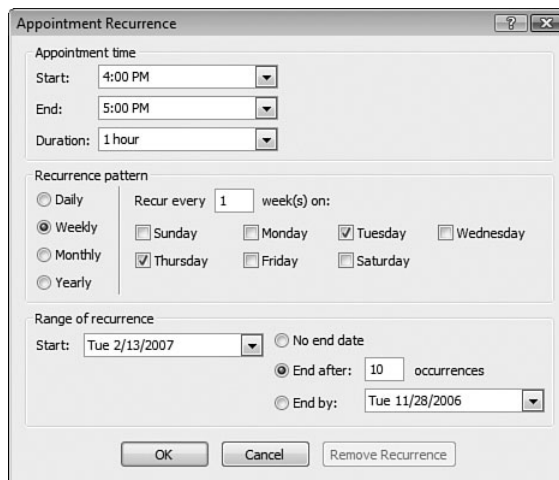 Appointment Recurrence
Appointment time
Start: 4:00 PM
End: 5:00 PM
Duration: 1 hour
Recurrence pattern
Daily
Weekly
Monthly
Yearly
Recur every 1 week(s) on:
Sunday Monday Tuesday Wednesday
Thursday Friday Saturday
Range of recurrence
Start: Tue 2/13/2007
No end date
End after: 10 occurrences
End by: Tue 11/28/2006
OK Cancel Remove Recurrence